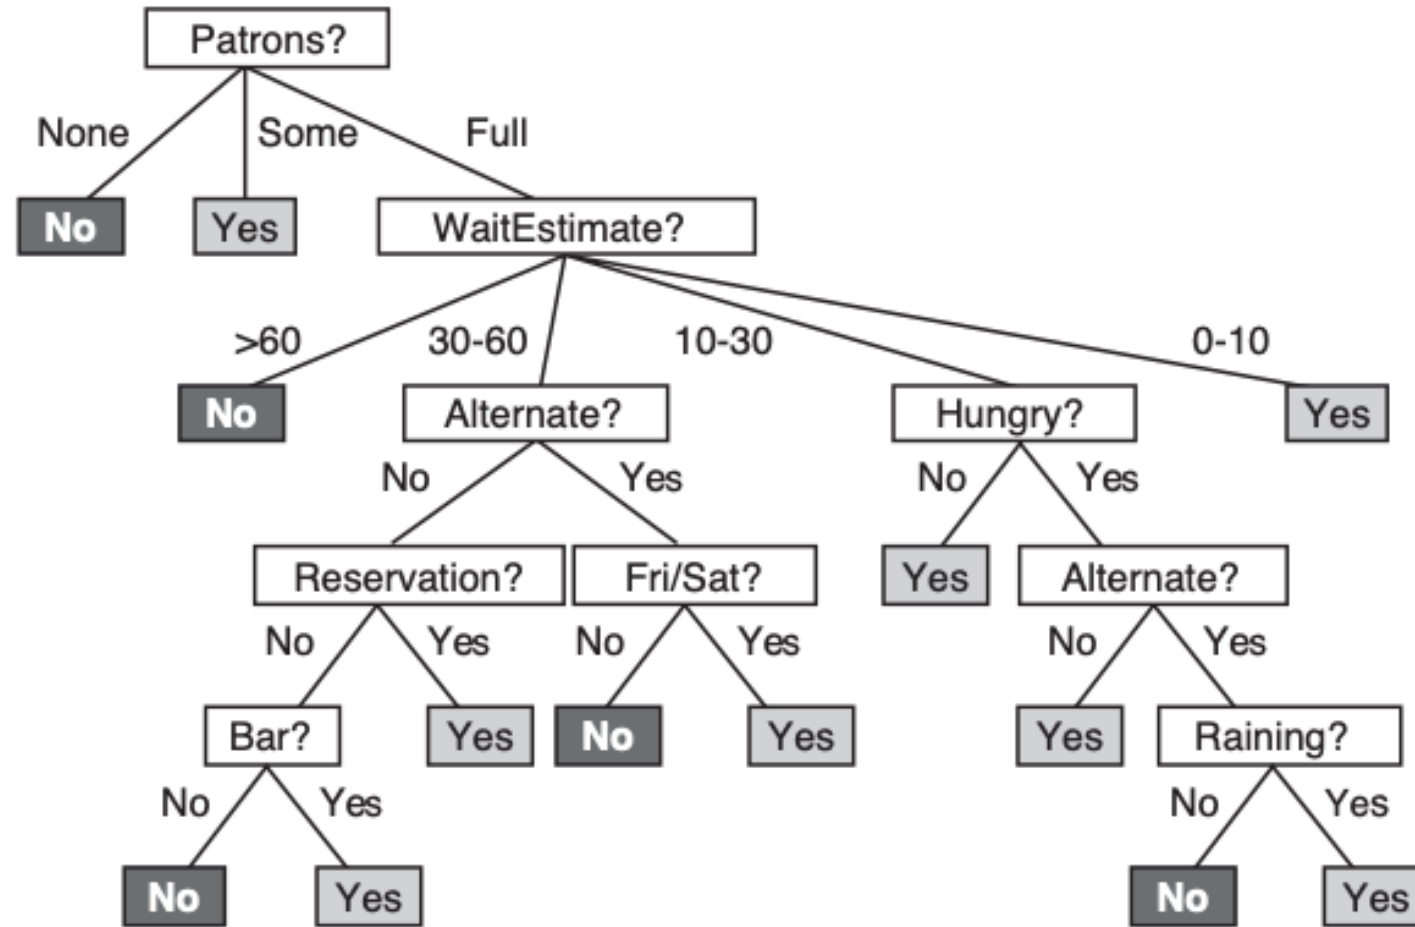 Patrons?
None Some Full
No Yes WaitEstimate?
>60 30-60 10-30 0-10
No Alternate? Hungry? Yes
No Yes No Yes
Reservation? Fri/Sat? Yes Alternate?
No Yes No Yes No Yes
Bar? Yes No Yes Yes Raining?
No Yes No Yes
No Yes No Yes